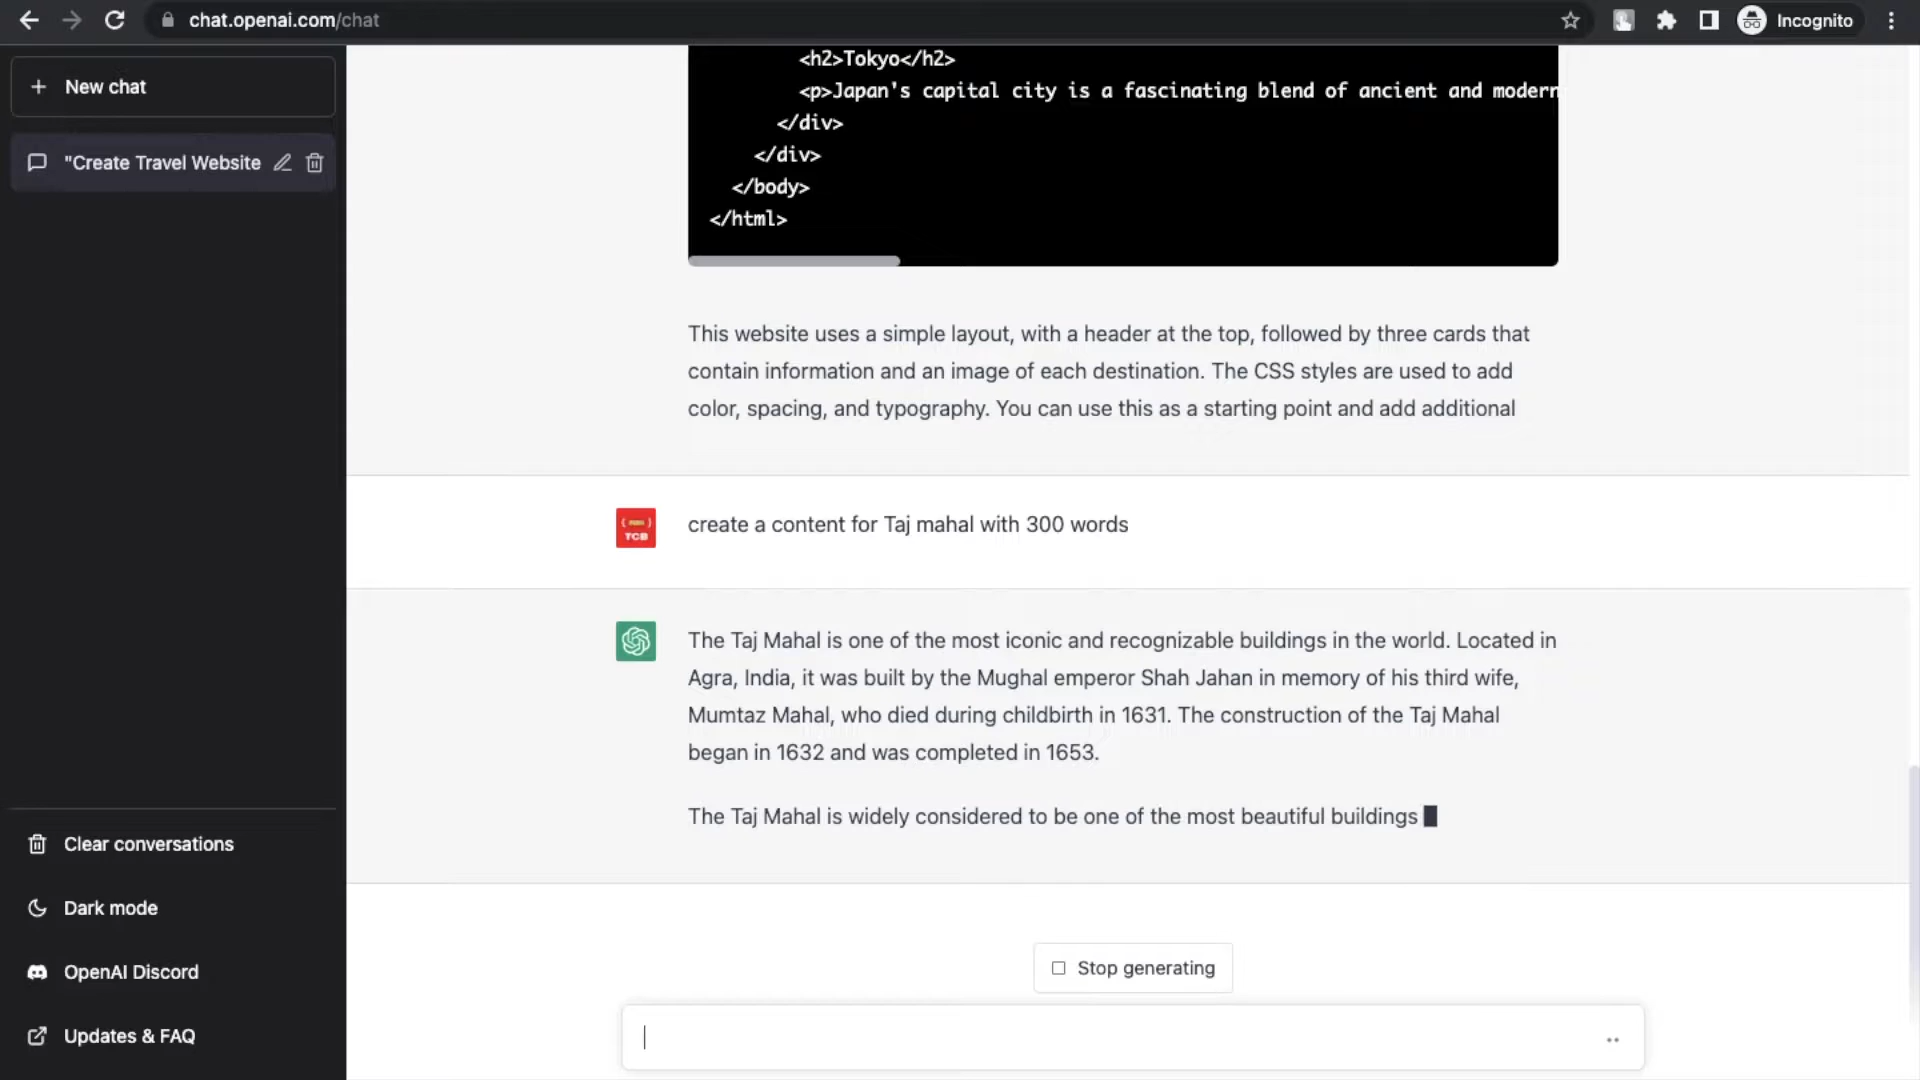 chat.openai.com/chat
Incognito
New chat
"Create Travel Website
Clear conversations
Dark mode
OpenAI Discord
Updates & FAQ
<h2>Tokyo</h2>
<p>Japan's capital city is a fascinating blend of ancient and modern
</div>
</div>
</body>
</html>
This website uses a simple layout, with a header at the top, followed by three cards that
contain information and an image of each destination. The CSS styles are used to add
color, spacing, and typography. You can use this as a starting point and add additional
TCB
create a content for Taj mahal with 300 words
The Taj Mahal is one of the most iconic and recognizable buildings in the world. Located in
Agra, India, it was built by the Mughal emperor Shah Jahan in memory of his third wife,
Mumtaz Mahal, who died during childbirth in 1631. The construction of the Taj Mahal
began in 1632 and was completed in 1653.
The Taj Mahal is widely considered to be one of the most beautiful buildings
Stop generating